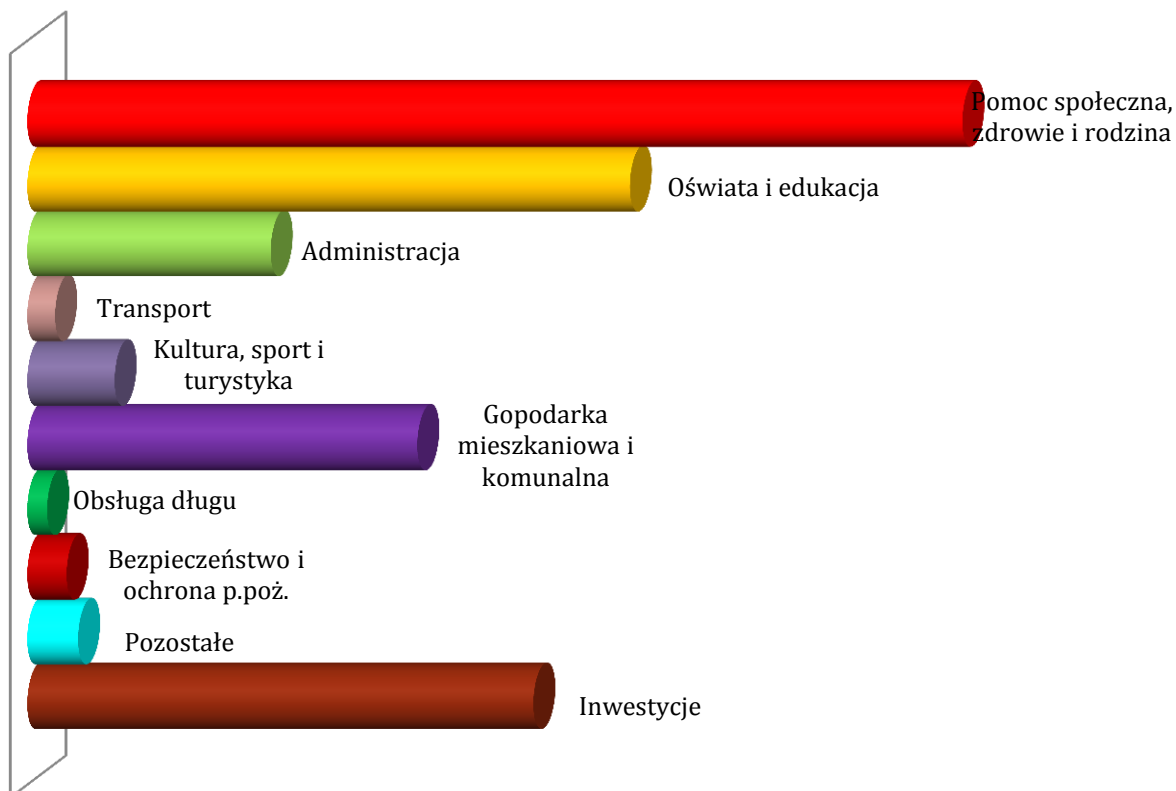 Pomoc społeczna,
zdrowie i rodzina
Oświata i edukacja
Administracja
Transport
Kultura, sport i
turystyka
Gopodarka
mieszkaniowa i
komunalna
Obsługa długu
Bezpieczeństwo i
ochrona p.poż.
Pozostałe
Inwestycje